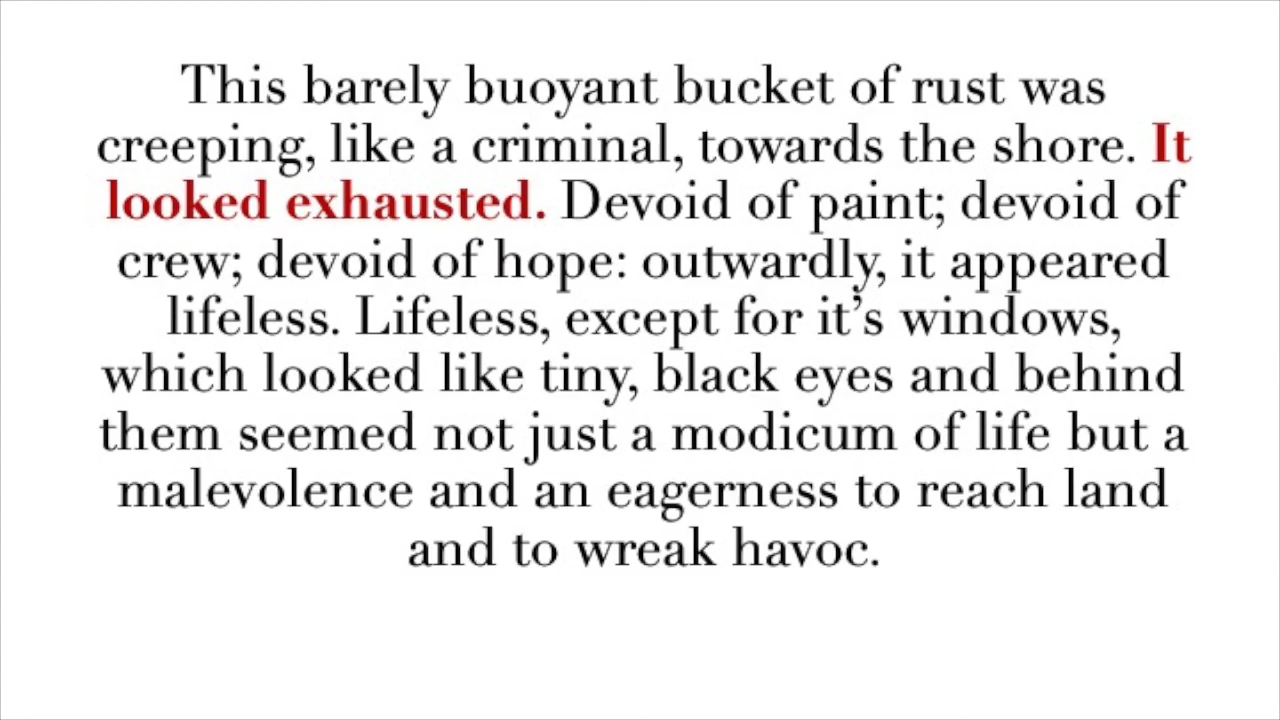 This barely buoyant bucket of rust was
creeping, like a criminal, towards the shore. It
looked exhausted. Devoid of paint; devoid of
crew; devoid of hope: outwardly, it appeared
lifeless. Lifeless, except for it’s windows,
which looked like tiny, black eyes and behind
them seemed not just a modicum of life but a
malevolence and an eagerness to reach land
and to wreak havoc.